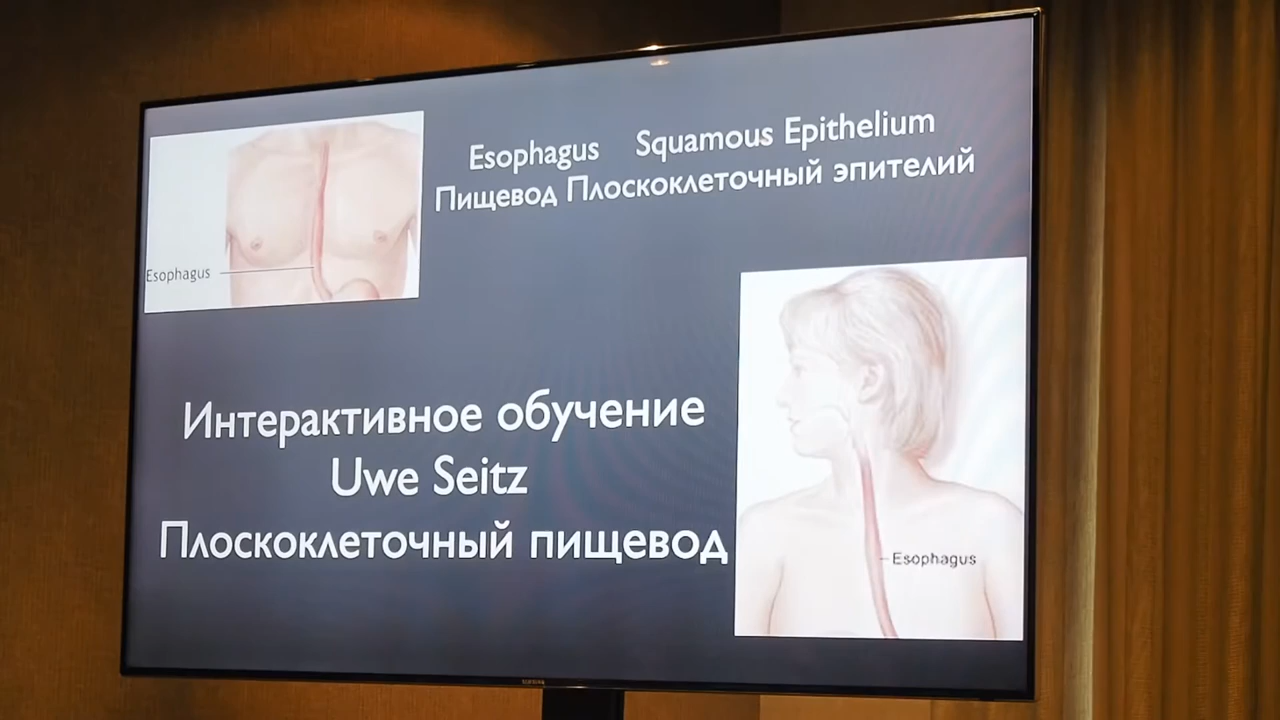 Esophagus Squamous Epithelium
Пищевод Плоскоклеточный эпителий
Esophagus
Интерактивное обучение
Uwe Seitz
Плоскоклеточный пищевод
Esophagus